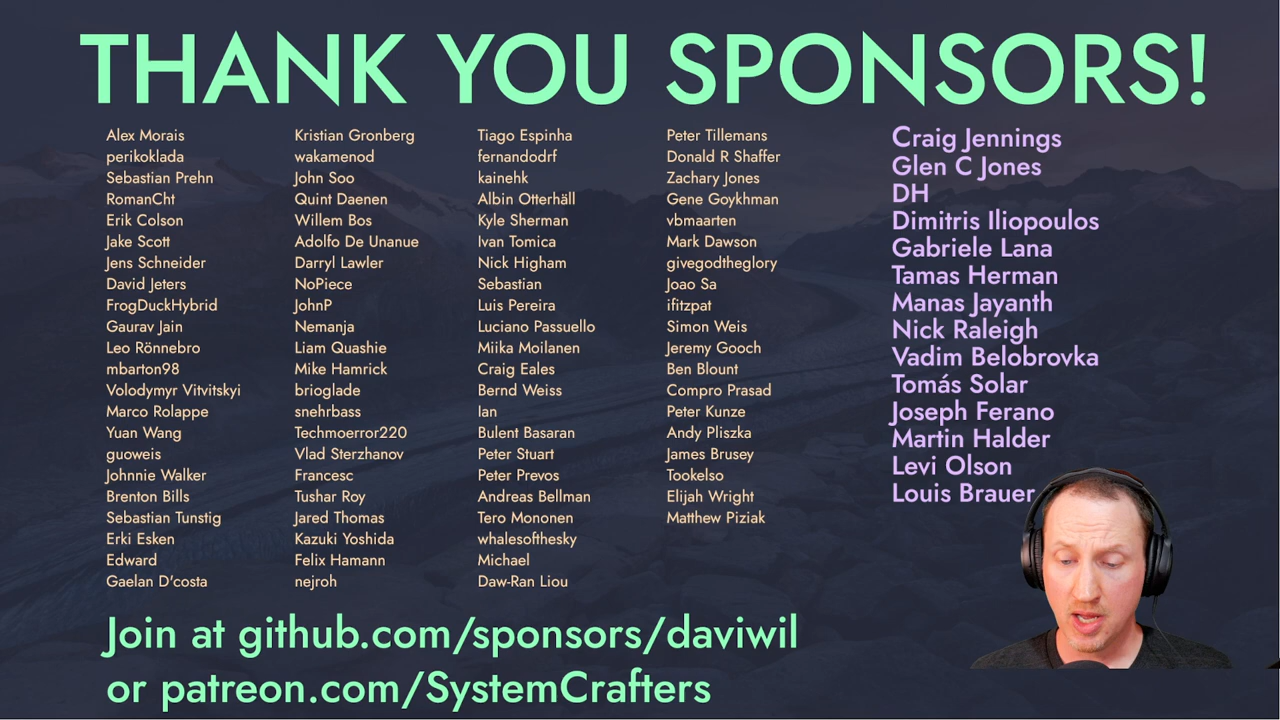 THANK YOU SPONSORS!
Alex Morais
perikoklada
Sebastian Prehn
RomanCht
Erik Colson
Jake Scott
Jens Schneider
David Jeters
FrogDuckHybrid
Gaurav Jain
Leo Rönnebro
mbarton98
Volodymyr Vitvitskyi
Marco Rolappe
Yuan Wang
guoweis
Johnnie Walker
Brenton Bills
Sebastian Tunstig
Erki Esken
Edward
Gaelan D'costa
Kristian Gronberg
wakamenod
John Soo
Quint Daenen
Willem Bos
Adolfo De Unanue
Darryl Lawler
NoPiece
JohnP
Nemanja
Liam Quashie
Mike Hamrick
brioglade
snehrbass
Techmoerror220
Vlad Sterzhanov
Francesc
Tushar Roy
Jared Thomas
Kazuki Yoshida
Felix Hamann
nejroh
Tiago Espinha
fernandodrf
kainehk
Albin Otterhäll
Kyle Sherman
Ivan Tomica
Nick Higham
Sebastian
Luis Pereira
Luciano Passuello
Miika Moilanen
Craig Eales
Bernd Weiss
Ian
Bulent Basaran
Peter Stuart
Peter Prevos
Andreas Bellman
Tero Mononen
whalesofthesky
Michael
Daw-Ran Liou
Peter Tillemans
Donald R Shaffer
Zachary Jones
Gene Goykhman
vbmaarten
Mark Dawson
givegodtheglory
Joao Sa
ifitzpat
Simon Weis
Jeremy Gooch
Ben Blount
Compro Prasad
Peter Kunze
Andy Pliszka
James Brusey
Tookelso
Elijah Wright
Matthew Piziak
Craig Jennings
Glen C Jones
DH
Dimitris Iliopoulos
Gabriele Lana
Tamas Herman
Manas Jayanth
Nick Raleigh
Vadim Belobrovka
Tomás Solar
Joseph Ferano
Martin Halder
Levi Olson
Louis Brauer
Join at github.com/sponsors/daviwil
or patreon.com/SystemCrafters